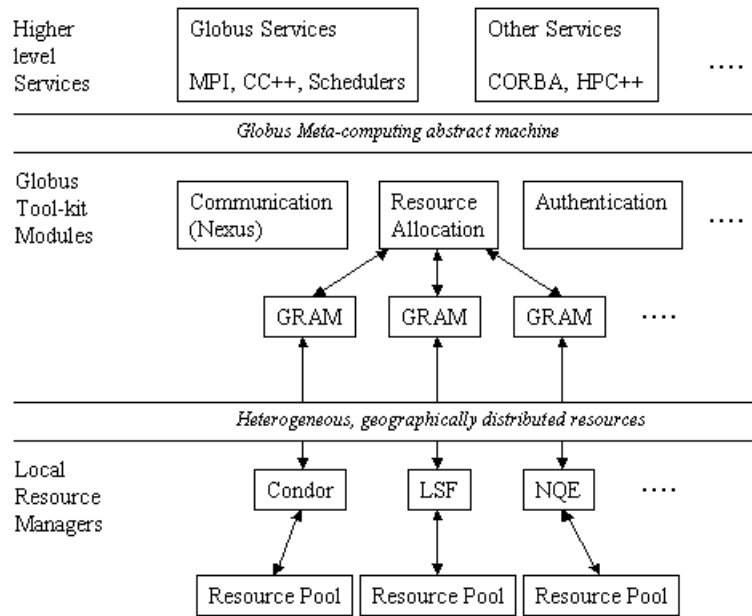 Higher
level
Services
Globus Services
MPI, CC++, Schedulers
Other Services
CORBA, HPC++
....
Globus Meta-computing abstract machine
Globus
Tool-kit
Modules
Communication
(Nexus)
Resource
Allocation
Authentication
....
GRAM
GRAM
GRAM
....
Heterogeneous, geographically distributed resources
Local
Resource
Managers
Condor
LSF
NQE
....
Resource Pool
Resource Pool
Resource Pool